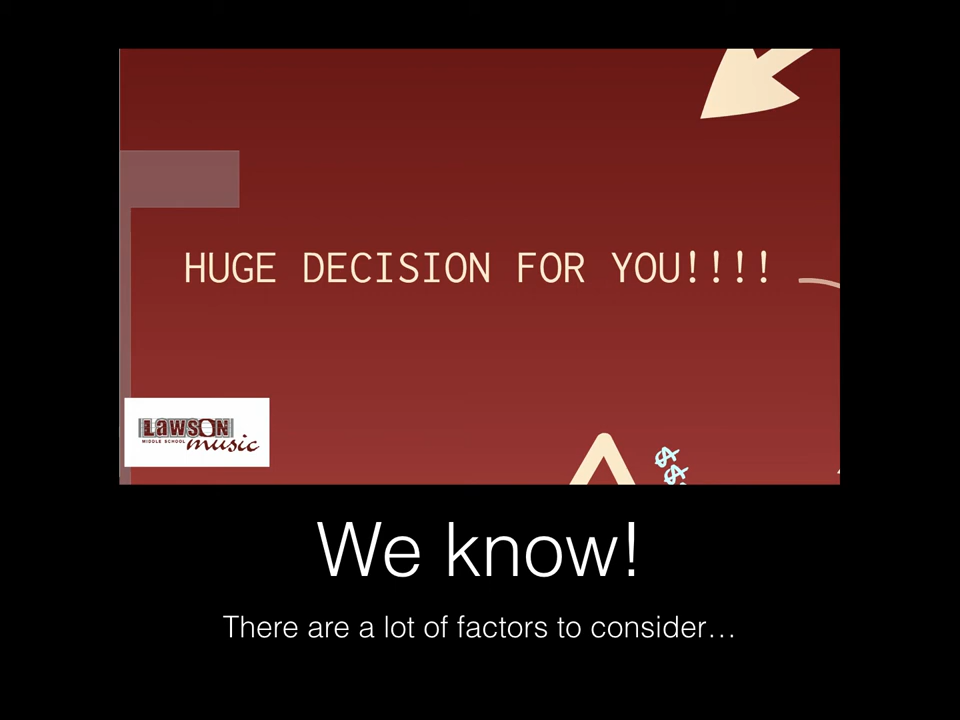 HUGE DECISION FOR YOU!!!!
LAWSON
MIDDLE SCHOOL
music
$
$
We know!
There are a lot of factors to consider…